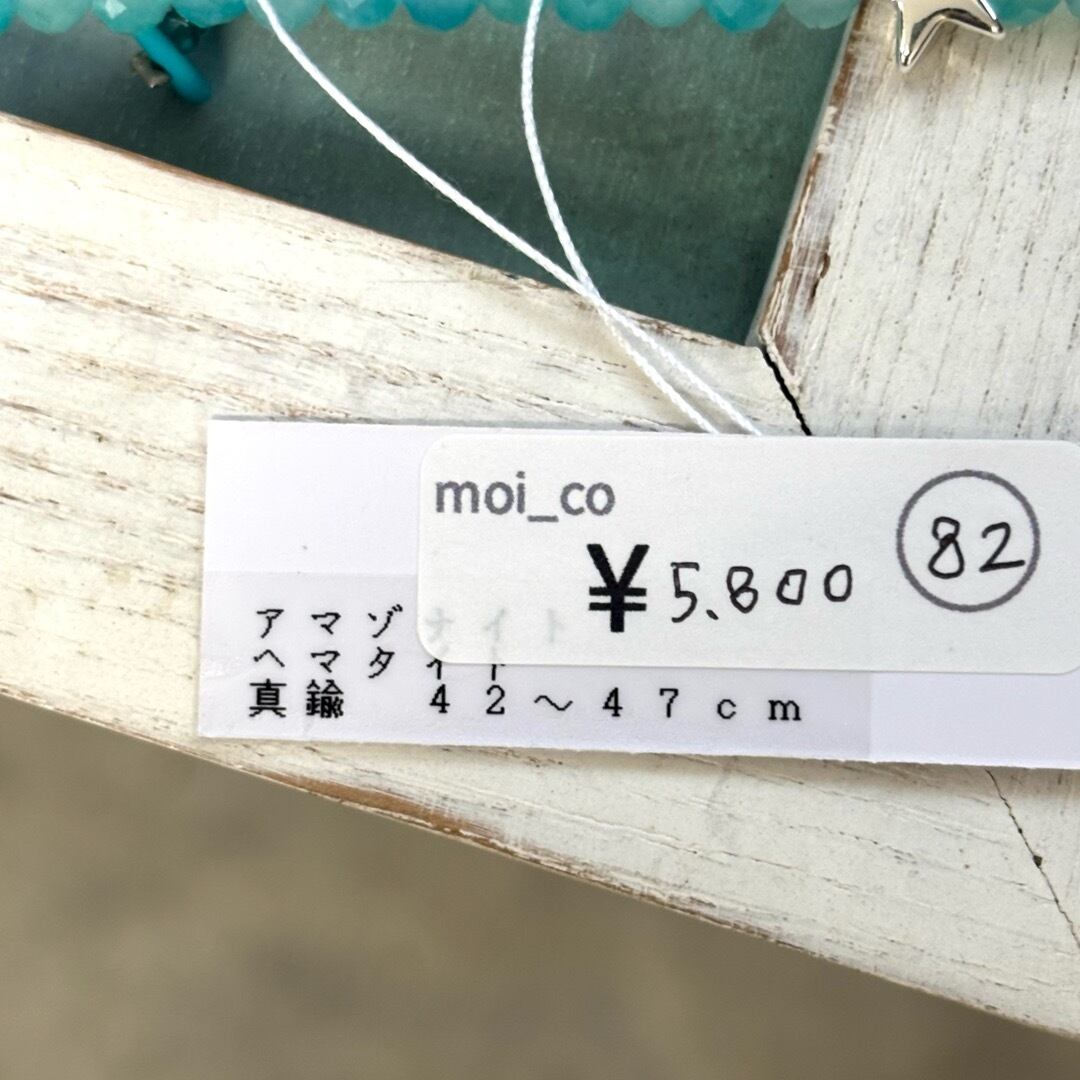 moi_co
82
¥5.800
アマゾナイト
ヘマタイト
真鍮 42～47cm